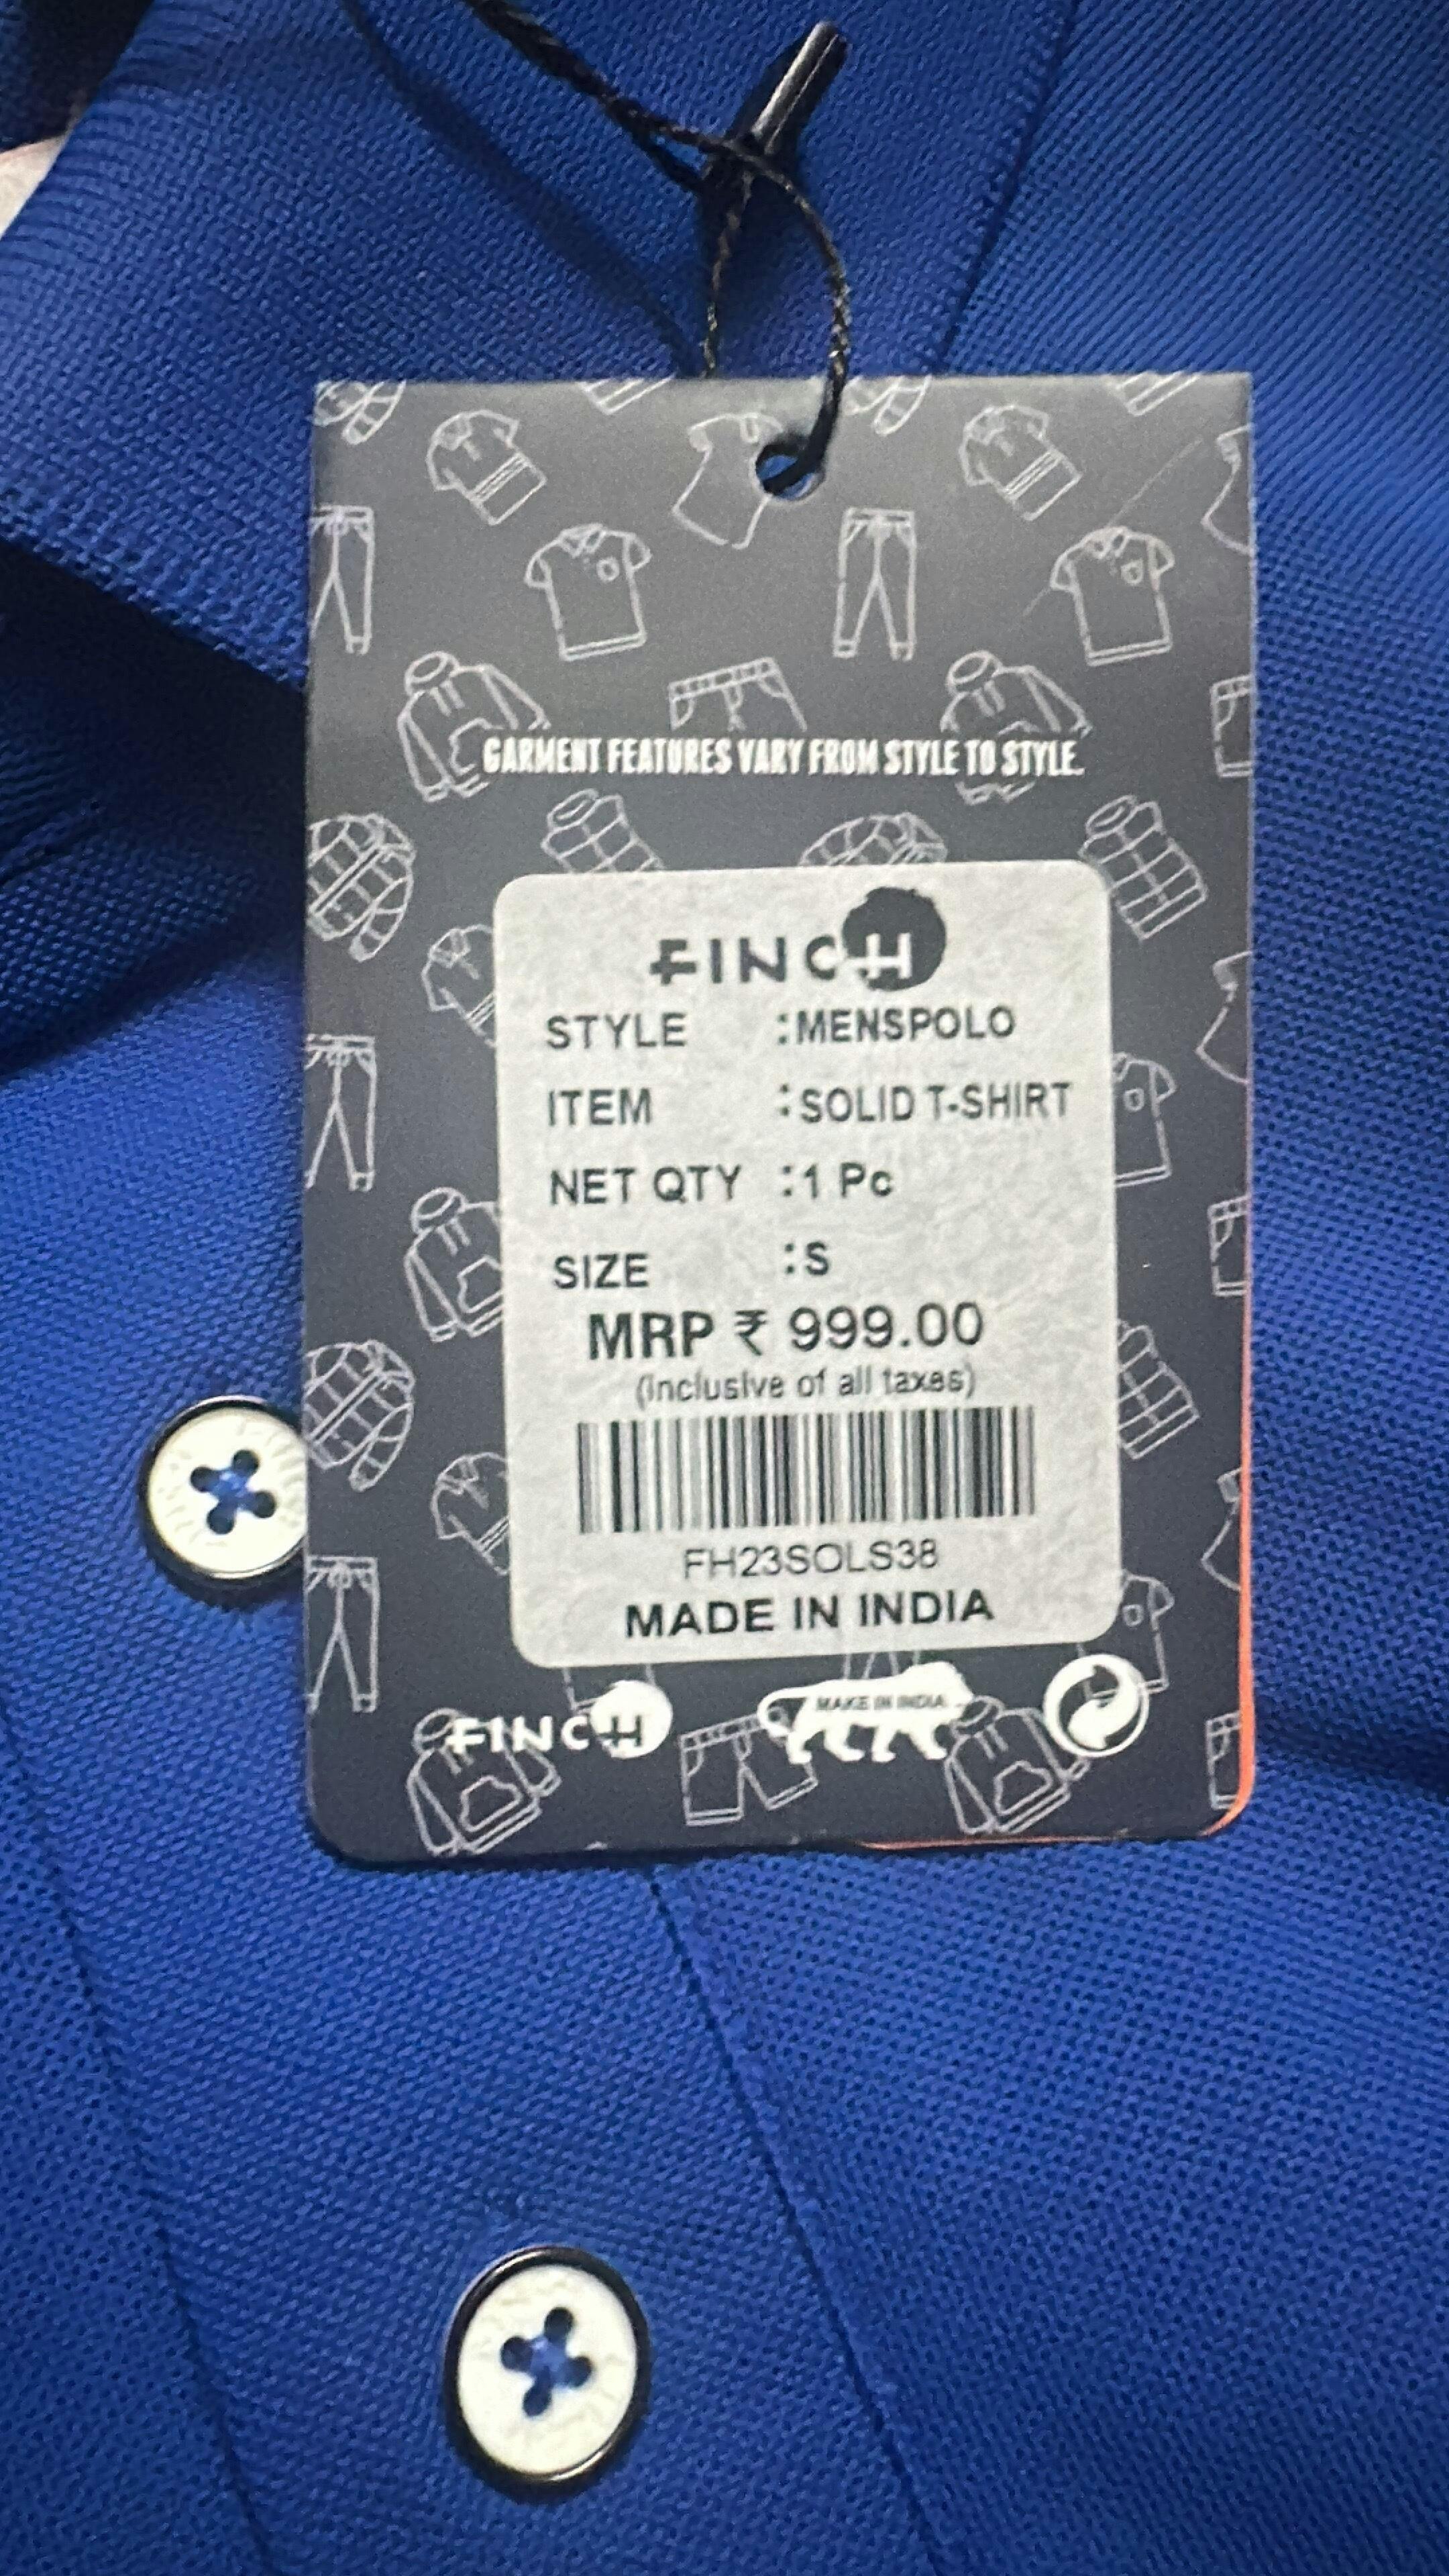 GARMENT FEATURES VARY FROM STYLE TO STYLE.
FINCH
STYLE :MENSPOLO
ITEM :SOLID T-SHIRT
NET QTY :1 Pc
SIZE :S
MRP ₹ 999.00
(Inclusive of all taxes)
FH23SOLS38
MADE IN INDIA
FINCH
MAKE IN INDIA